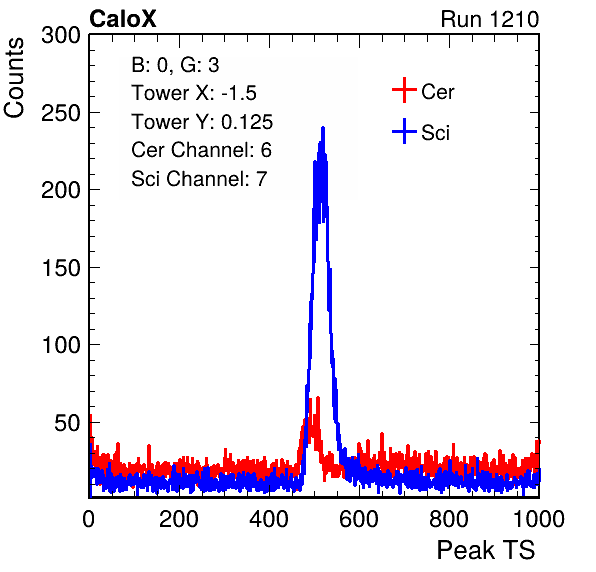 CaloX Run 1210
Counts
300
250
200
150
100
50
B: 0, G: 3
Tower X: -1.5
Tower Y: 0.125
Cer Channel: 6
Sci Channel: 7
Cer
Sci
0 200 400 600 800 1000
Peak TS